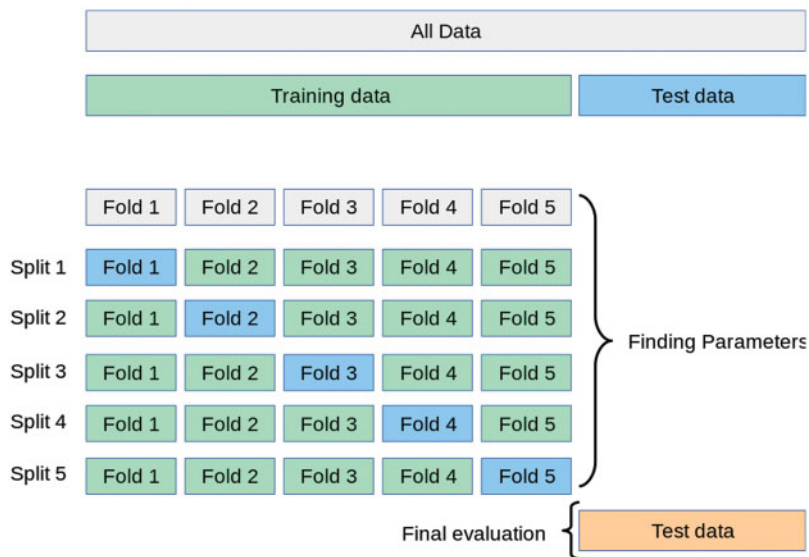 All Data
Training data Test data
Fold 1 Fold 2 Fold 3 Fold 4 Fold 5
Split 1 Fold 1 Fold 2 Fold 3 Fold 4 Fold 5
Split 2 Fold 1 Fold 2 Fold 3 Fold 4 Fold 5
Finding Parameters
Split 3 Fold 1 Fold 2 Fold 3 Fold 4 Fold 5
Split 4 Fold 1 Fold 2 Fold 3 Fold 4 Fold 5
Split 5 Fold 1 Fold 2 Fold 3 Fold 4 Fold 5
Final evaluation Test data